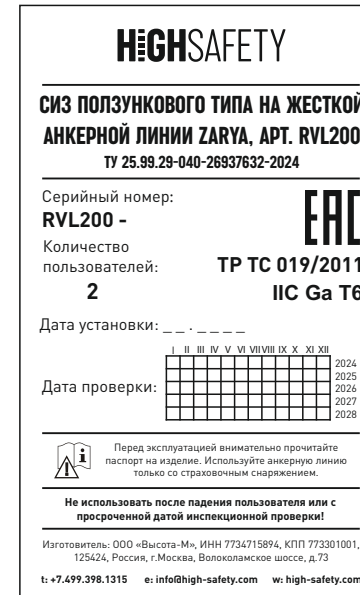 HIGHSAFETY
СИЗ ПОЛЗУНКОВОГО ТИПА НА ЖЕСТКОЙ
АНКЕРНОЙ ЛИНИИ ZARYA, АРТ. RVL200
ТУ 25.99.29-040-26937632-2024
Серийный номер:
RVL200 -
EAC
Количество
пользователей:
2
ТР ТС 019/2011
IIC Ga T6
Дата установки: _ _ . _ _ _ _
I II III IV V VI VII VIII IX X XI XII
Дата проверки:
2024
2025
2026
2027
2028
Перед эксплуатацией внимательно прочитайте
паспорт на изделие. Используйте анкерную линию
только со страховочным снаряжением.
Не использовать после падения пользователя или с
просроченной датой инспекционной проверки!
Изготовитель: ООО «Высота-М», ИНН 7734715894, КПП 773301001,
125424, Россия, г.Москва, Волоколамское шоссе, д.73
t: +7.499.398.1315 e: info@high-safety.com w: high-safety.com